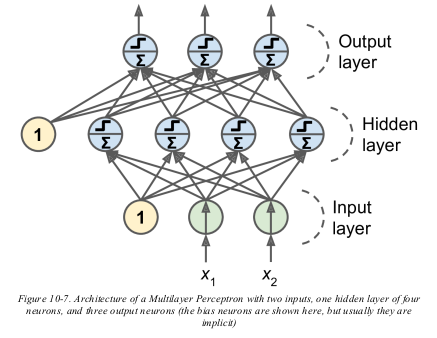 Output
layer
Σ Σ Σ
1
Hidden
layer
Σ Σ Σ Σ
1
Input
layer
x1 x2
Figure 10-7. Architecture of a Multilayer Perceptron with two inputs, one hidden layer of four
neurons, and three output neurons (the bias neurons are shown here, but usually they are
implicit)